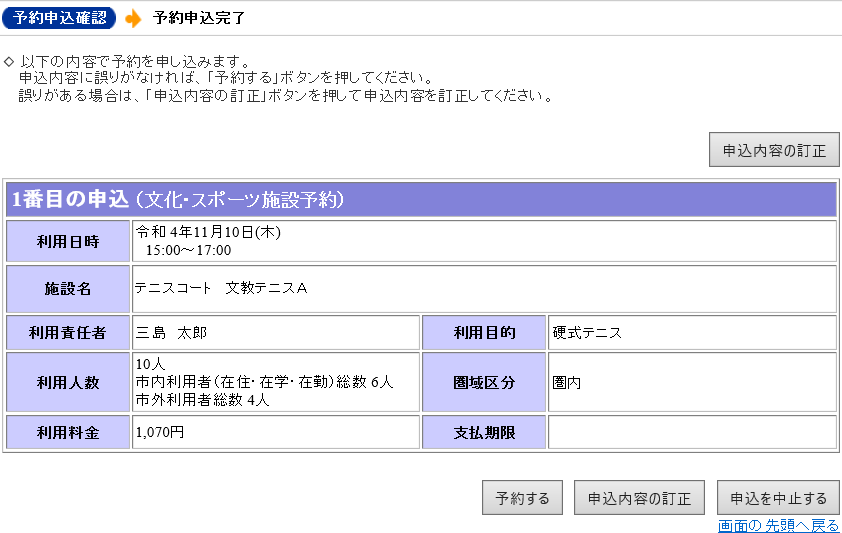 予約申込確認 予約申込完了
◇ 以下の内容で予約を申し込みます。
申込内容に誤りがなければ、「予約する」ボタンを押してください。
誤りがある場合は、「申込内容の訂正」ボタンを押して申込内容を訂正してください。
申込内容の訂正
1番目の申込 (文化・スポーツ施設予約)
利用日時 令和 4年11月10日(木)
15:00～17:00
施設名 テニスコート　文教テニスA
利用責任者 三島　太郎 利用目的 硬式テニス
利用人数 10人
市内利用者(在住・在学・在勤)総数 6人
市外利用者総数 4人
圏域区分 圏内
利用料金 1,070円 支払期限
予約する 申込内容の訂正 申込を中止する
画面の先頭へ戻る